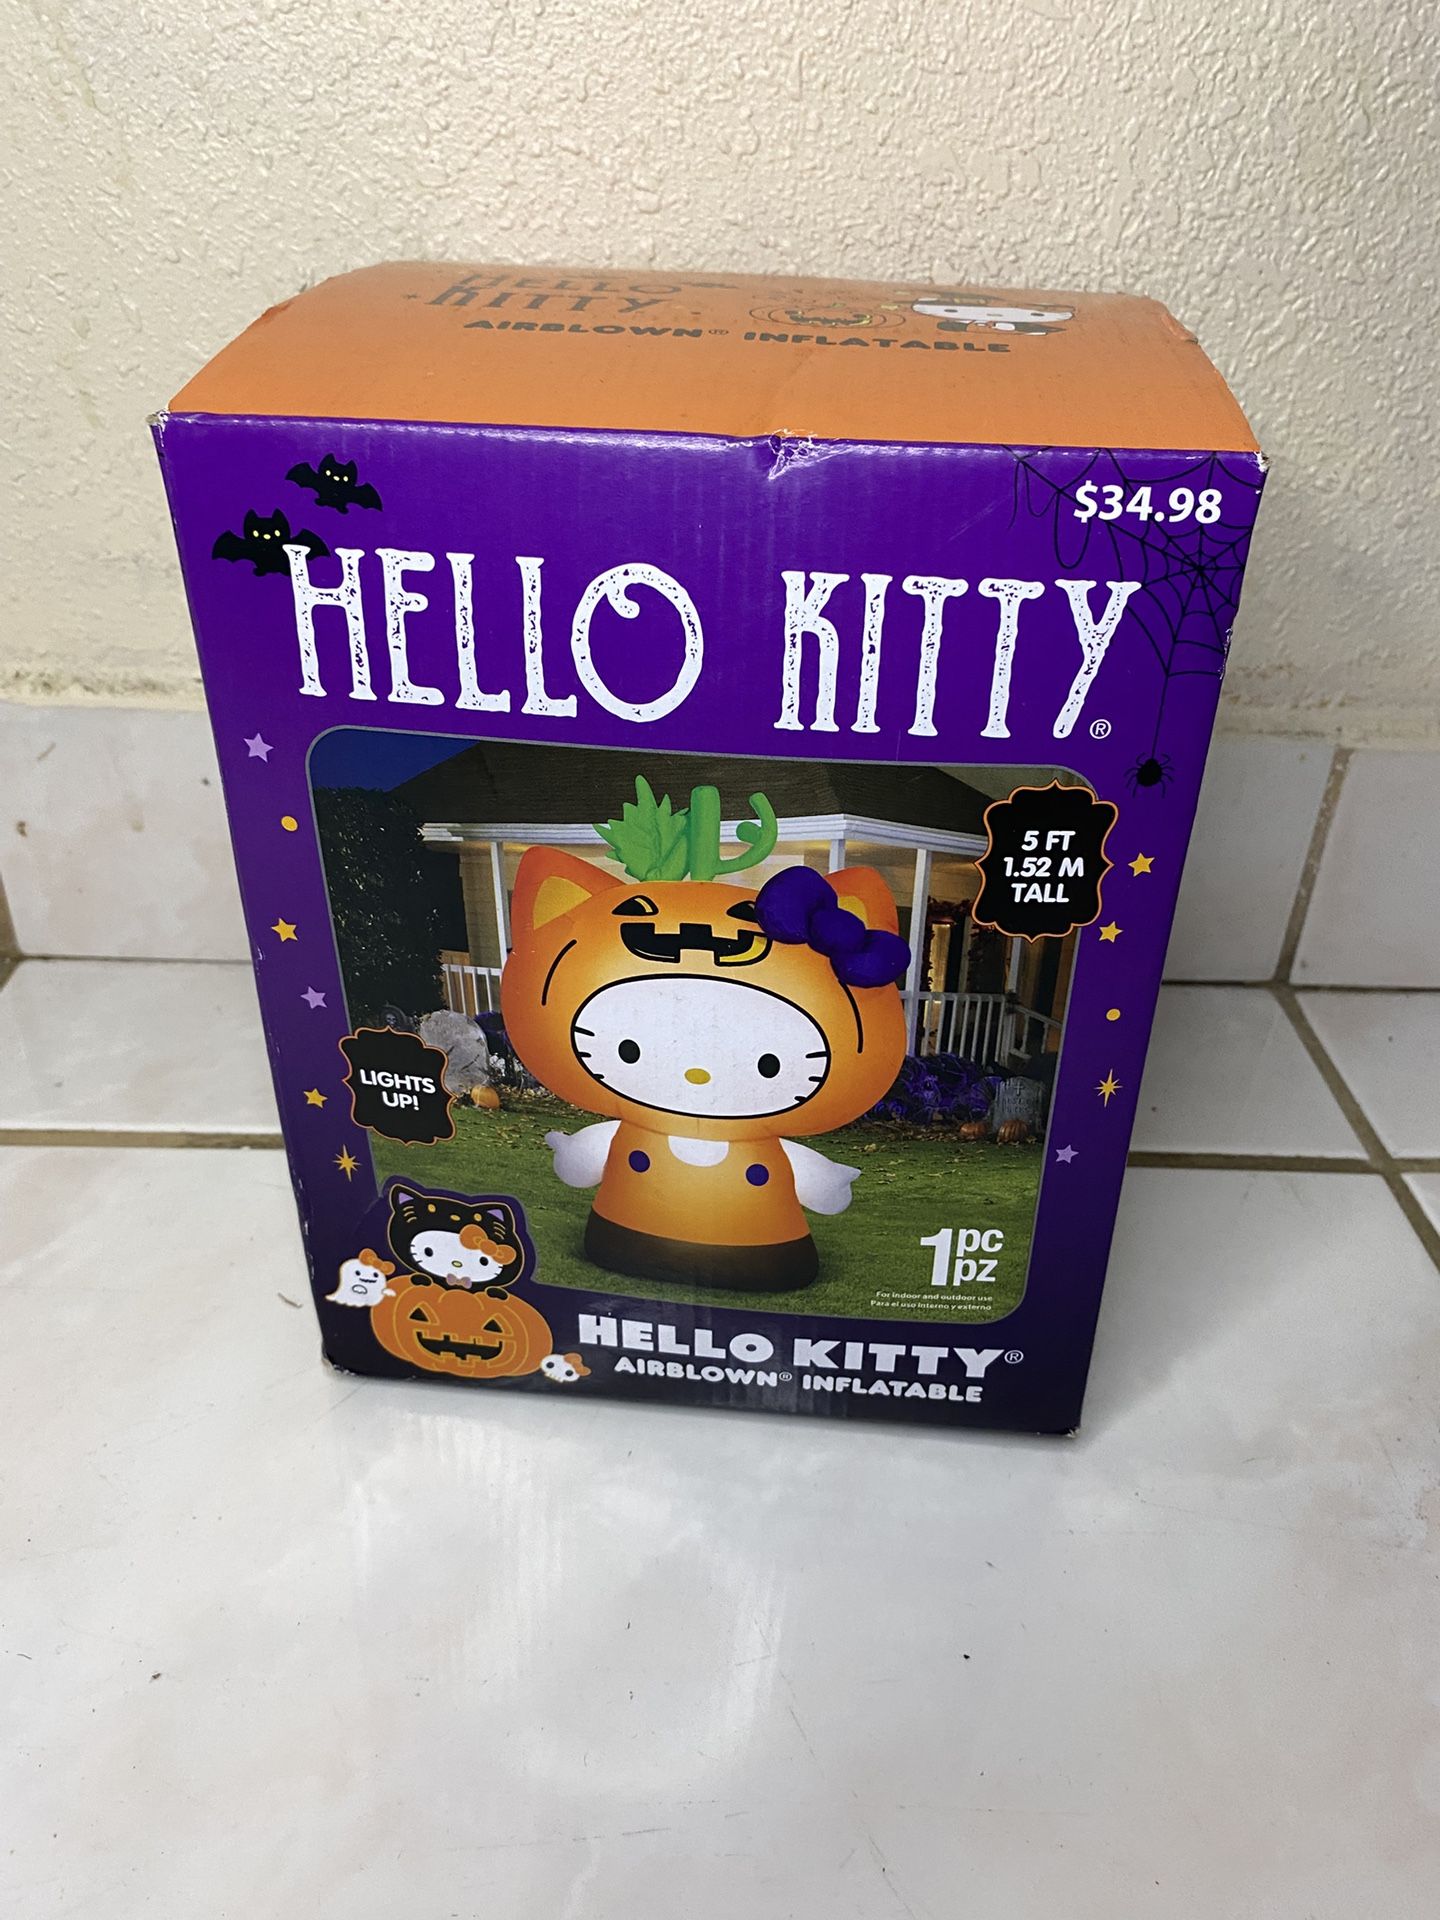 HELLO
KITTY
AIRBLOWN® INFLATABLE
$34.98
HELLO KITTY®
5 FT
1.52 M
TALL
LIGHTS
UP!
1 pc
pz
For indoor and outdoor use
Para el uso interno y externo
HELLO KITTY®
AIRBLOWN® INFLATABLE